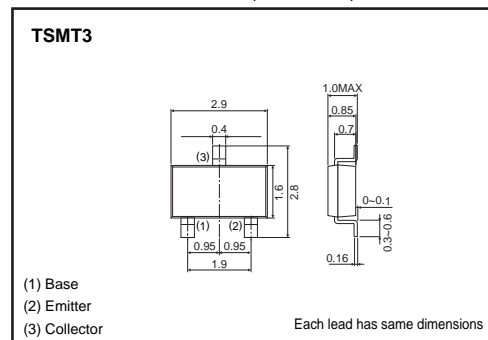 TSMT3
1.0MAX
2.9
0.85
0.4
0.7
(3)
1.6
2.8
0~0.1
(1)
(2)
0.3~0.6
0.95
0.95
1.9
0.16
(1) Base
(2) Emitter
(3) Collector
Each lead has same dimensions